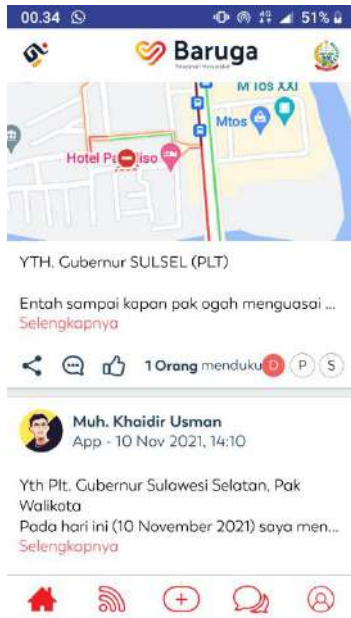 00.34 51%
Baruga
M Tos XXI
Mtos
Hotel
YTH. Gubernur SULSEL (PLT)
Entah sampai kapan pak ogah menguasai ...
Selengkapnya
1 Orang menduku D P S
Muh. Khaidir Usman
App - 10 Nov 2021, 14:10
Yth Plt. Gubernur Sulawesi Selatan, Pak
Walikota
Pada hari ini (10 November 2021) saya men...
Selengkapnya